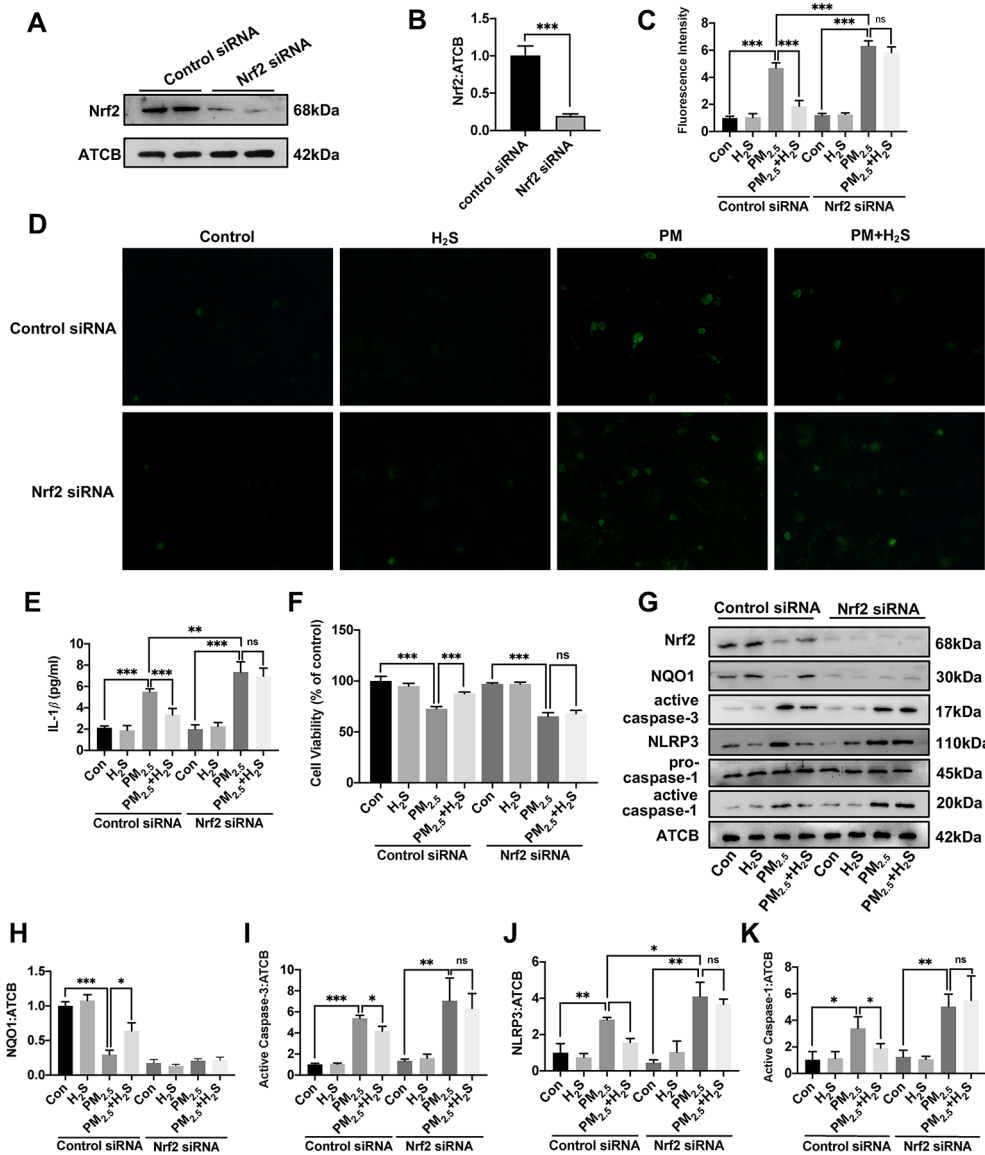 A
Control siRNA
Nrf2 siRNA
Nrf2
68kDa
ATCB
42kDa
B
Nrf2:ATCB
1.5
1.0
0.5
0.0
***
control siRNA
Nrf2 siRNA
C
Fluorescence Intensity
8
6
4
2
0
***
*** ***
***
ns
Con
H₂S
PM₂.₅
PM₂.₅+H₂S
Con
H₂S
PM₂.₅
PM₂.₅+H₂S
Control siRNA
Nrf2 siRNA
D
Control
H₂S
PM
PM+H₂S
Control siRNA
Nrf2 siRNA
E
IL-1β (pg/ml)
10
8
6
4
2
0
**
*** ***
***
ns
Con
H₂S
PM₂.₅
PM₂.₅+H₂S
Con
H₂S
PM₂.₅
PM₂.₅+H₂S
Control siRNA
Nrf2 siRNA
F
Cell Viability (% of control)
150
100
50
0
*** ***
***
ns
Con
H₂S
PM₂.₅
PM₂.₅+H₂S
Con
H₂S
PM₂.₅
PM₂.₅+H₂S
Control siRNA
Nrf2 siRNA
G
Control siRNA
Nrf2 siRNA
Nrf2
68kDa
NQO1
30kDa
active
caspase-3
17kDa
NLRP3
110kDa
pro-
caspase-1
45kDa
active
caspase-1
20kDa
ATCB
42kDa
Con
H₂S
PM₂.₅
PM₂.₅+H₂S
Con
H₂S
PM₂.₅
PM₂.₅+H₂S
H
NQO1:ATCB
1.5
1.0
0.5
0.0
*** *
Con
H₂S
PM₂.₅
PM₂.₅+H₂S
Con
H₂S
PM₂.₅
PM₂.₅+H₂S
Control siRNA
Nrf2 siRNA
I
Active Caspase-3:ATCB
10
8
6
4
2
0
*** *
**
ns
Con
H₂S
PM₂.₅
PM₂.₅+H₂S
Con
H₂S
PM₂.₅
PM₂.₅+H₂S
Control siRNA
Nrf2 siRNA
J
NLRP3:ATCB
6
4
2
0
*
**
**
ns
Con
H₂S
PM₂.₅
PM₂.₅+H₂S
Con
H₂S
PM₂.₅
PM₂.₅+H₂S
Control siRNA
Nrf2 siRNA
K
Active Caspase-1:ATCB
8
6
4
2
0
* *
**
ns
Con
H₂S
PM₂.₅
PM₂.₅+H₂S
Con
H₂S
PM₂.₅
PM₂.₅+H₂S
Control siRNA
Nrf2 siRNA